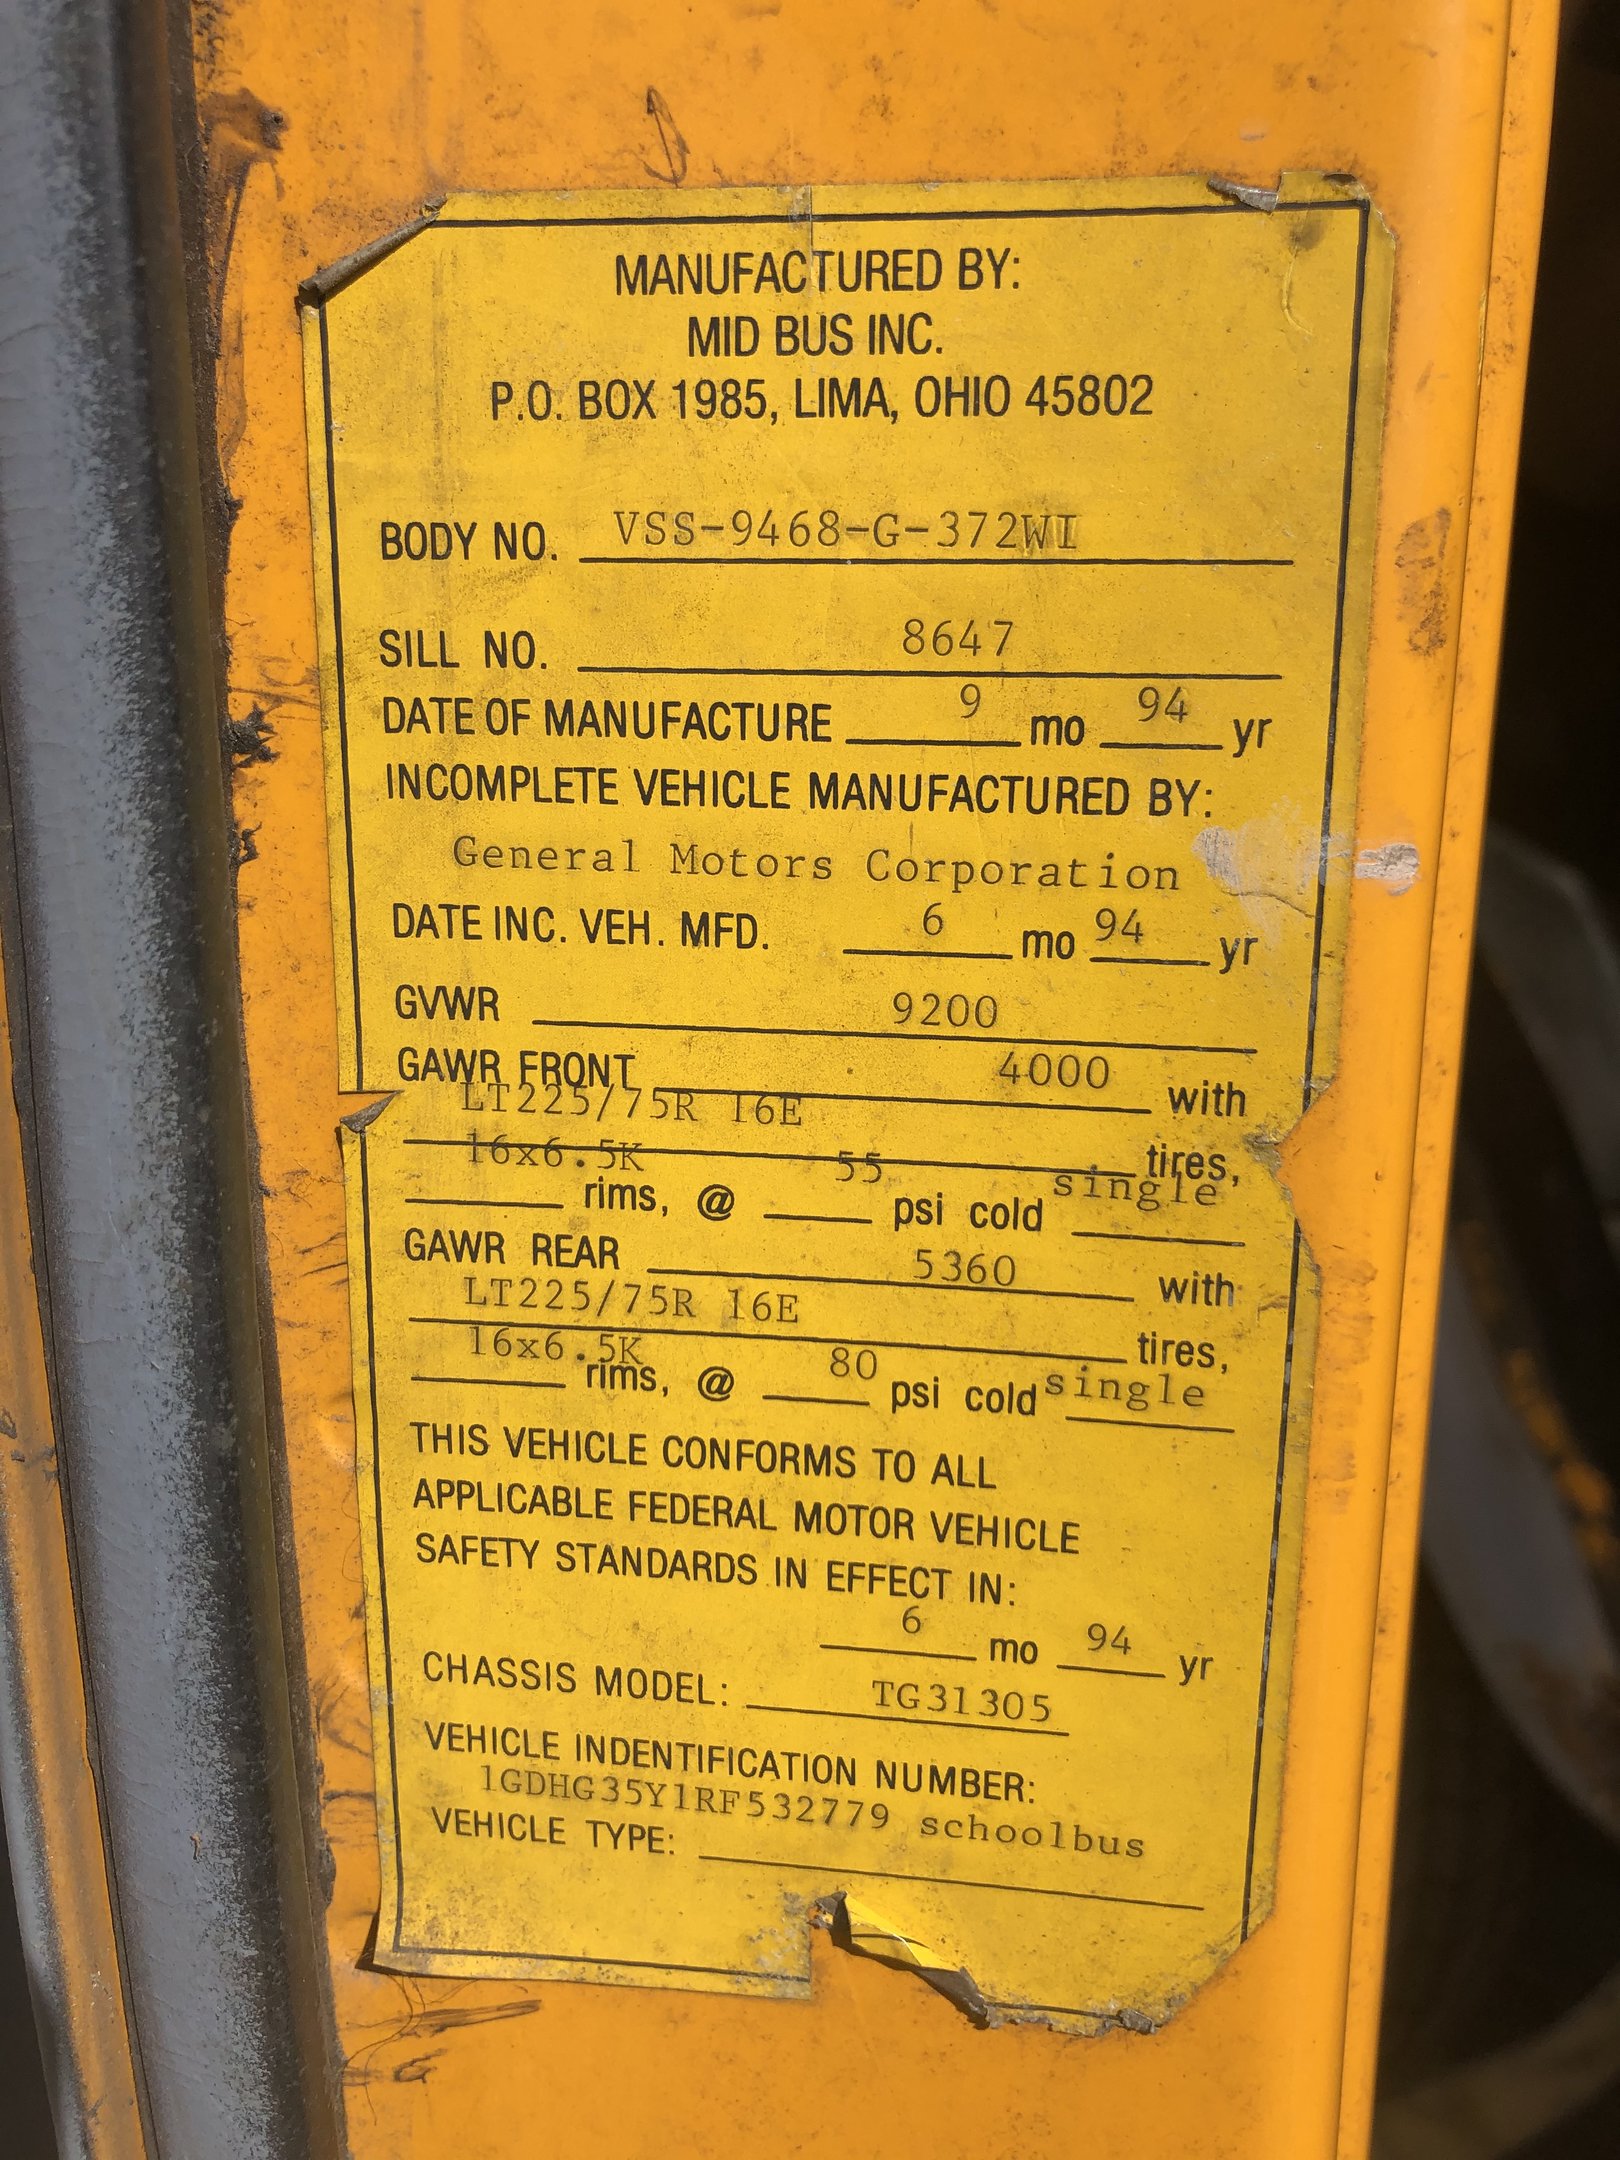 MANUFACTURED BY:
MID BUS INC.
P.O. BOX 1985, LIMA, OHIO 45802
BODY NO. VSS-9468-G-372WI
SILL NO. 8647
DATE OF MANUFACTURE 9 mo 94 yr
INCOMPLETE VEHICLE MANUFACTURED BY:
General Motors Corporation
DATE INC. VEH. MFD. 6 mo 94 yr
GVWR 9200
GAWR FRONT 4000 with
LT225/75R 16E tires,
16x6.5K rims, @ 55 psi cold single
GAWR REAR 5360 with
LT225/75R 16E tires,
16x6.5K rims, @ 80 psi cold single
THIS VEHICLE CONFORMS TO ALL
APPLICABLE FEDERAL MOTOR VEHICLE
SAFETY STANDARDS IN EFFECT IN:
6 mo 94 yr
CHASSIS MODEL: TG31305
VEHICLE INDENTIFICATION NUMBER:
1GDHG35Y1RF532779
VEHICLE TYPE: schoolbus